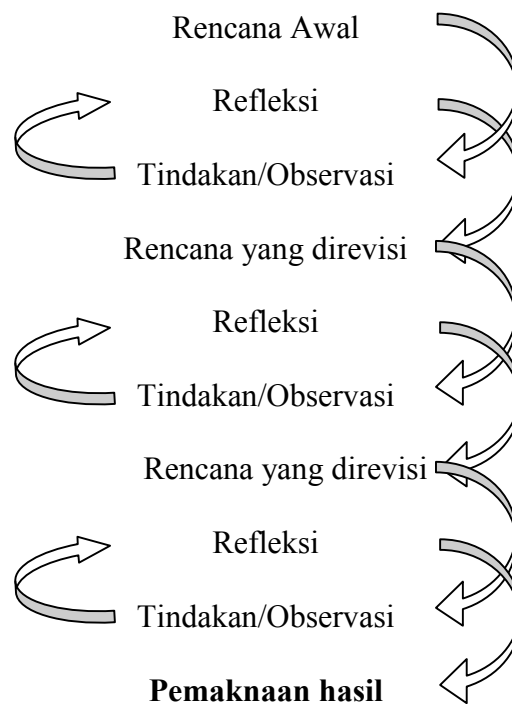 Rencana Awal
Refleksi
Tindakan/Observasi
Rencana yang direvisi
Refleksi
Tindakan/Observasi
Rencana yang direvisi
Refleksi
Tindakan/Observasi
Pemaknaan hasil